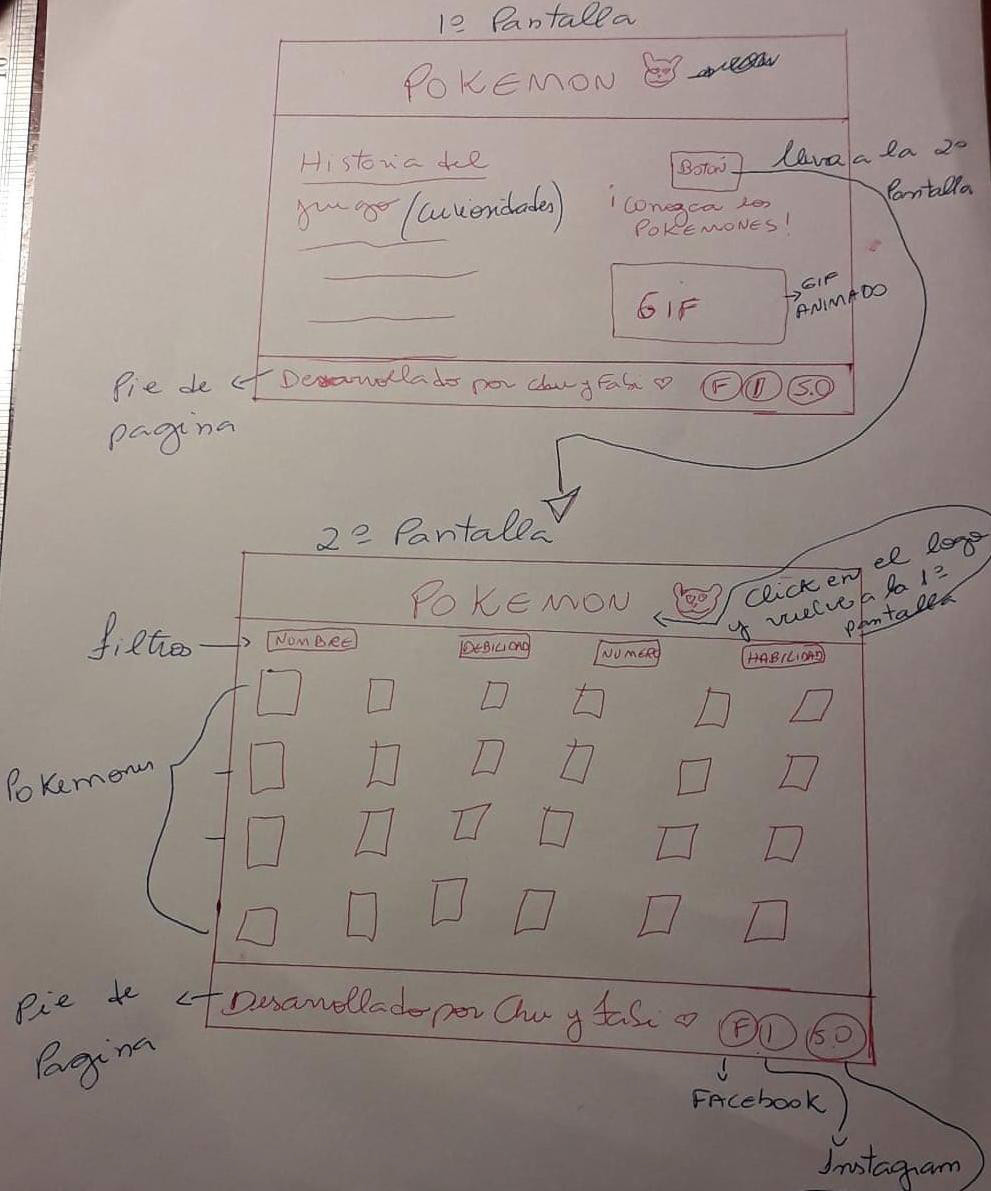 1º Pantalla
POKEMON
Historia del
juego (curiosidades)
Boton
lleva a la 2º
Pantalla
¡Conozca los
POKEMONES!
GIF
GIF
ANIMADO
Pie de
pagina
Desarrollado por Chu y Fabi ♡
F I S.O
2º Pantalla
POKEMON
Click en el logo
y vuelve a la 1º
pantalla
filtros
NOMBRE
DEBILIDAD
NUMERO
HABILIDAD
Pokemones
Pie de
Pagina
Desarrollado por Chu y Fabi ♡
F I S.O
FACEbook
Instagram